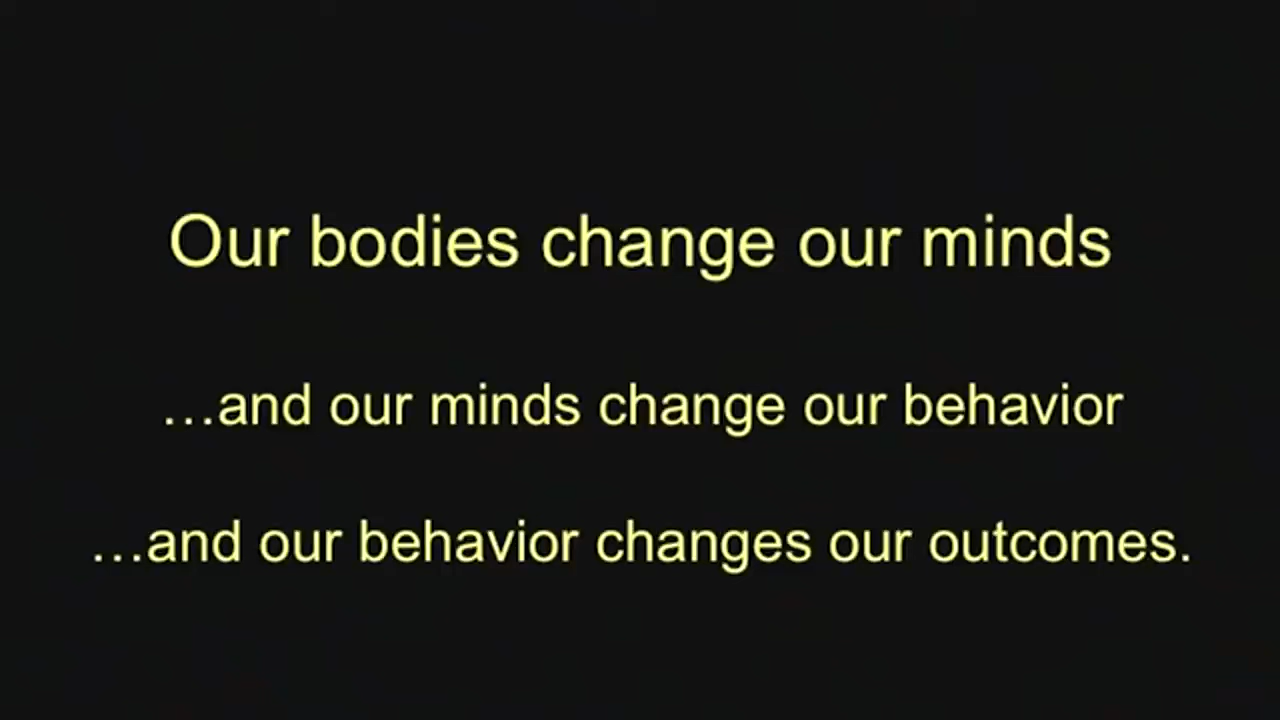 Our bodies change our minds
…and our minds change our behavior
…and our behavior changes our outcomes.